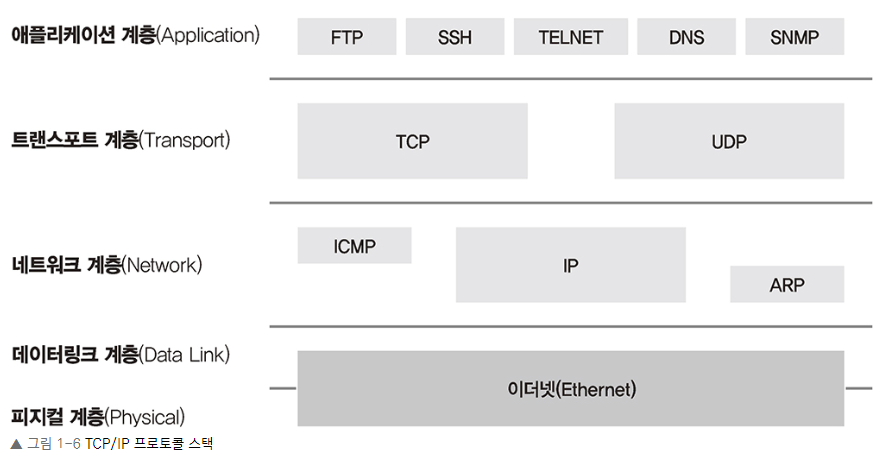 애플리케이션 계층(Application)
FTP
SSH
TELNET
DNS
SNMP
트랜스포트 계층(Transport)
TCP
UDP
네트워크 계층(Network)
ICMP
IP
ARP
데이터링크 계층(Data Link)
이더넷(Ethernet)
피지컬 계층(Physical)
▲ 그림 1-6 TCP/IP 프로토콜 스택